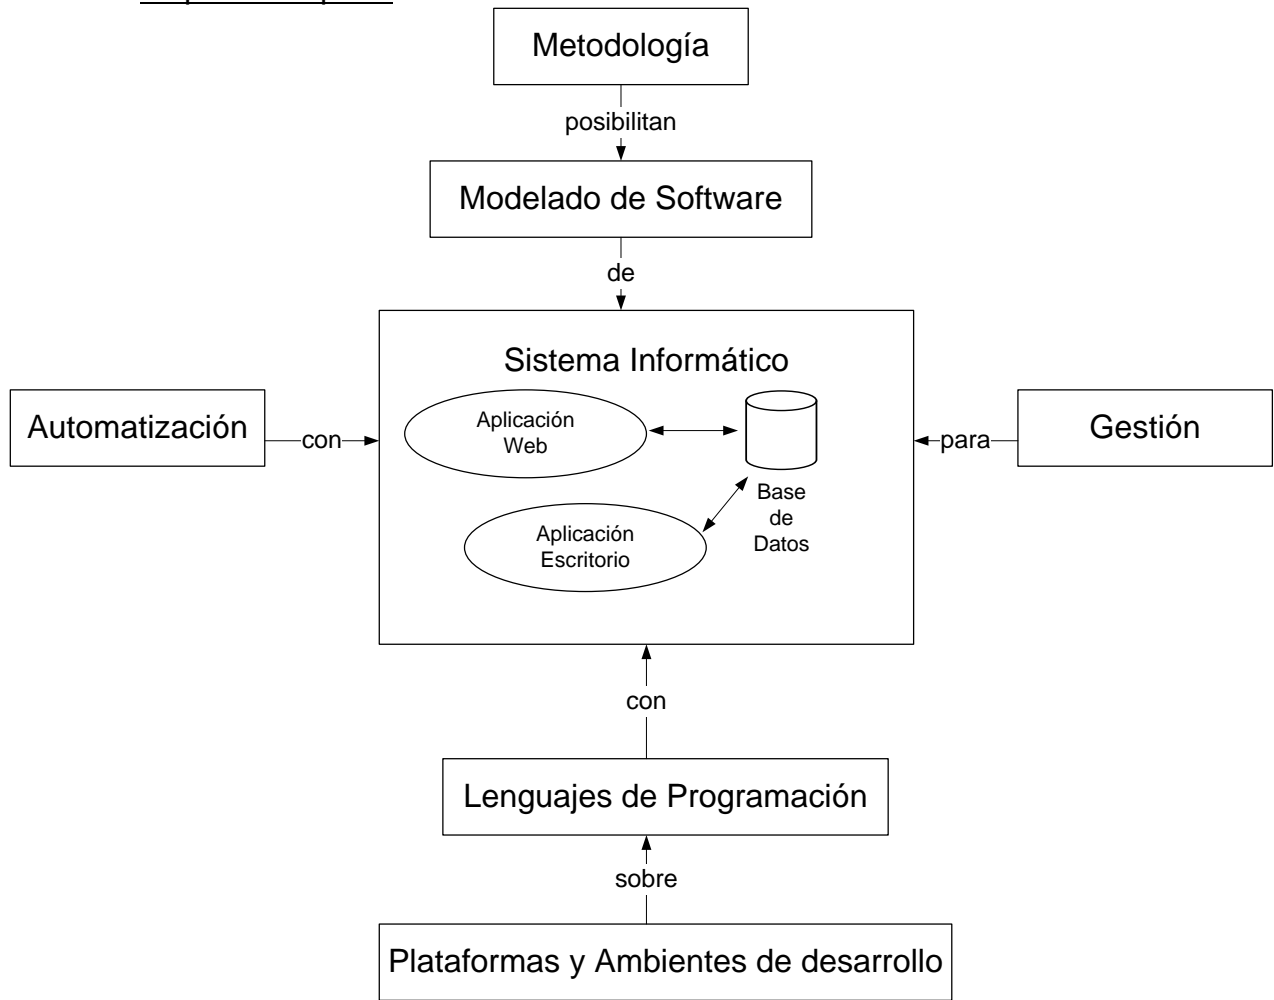 Metodología
posibilitan
Modelado de Software
de
Sistema Informático
Automatización
con
Aplicación
Web
Base
de
Datos
Aplicación
Escritorio
para
Gestión
con
Lenguajes de Programación
sobre
Plataformas y Ambientes de desarrollo